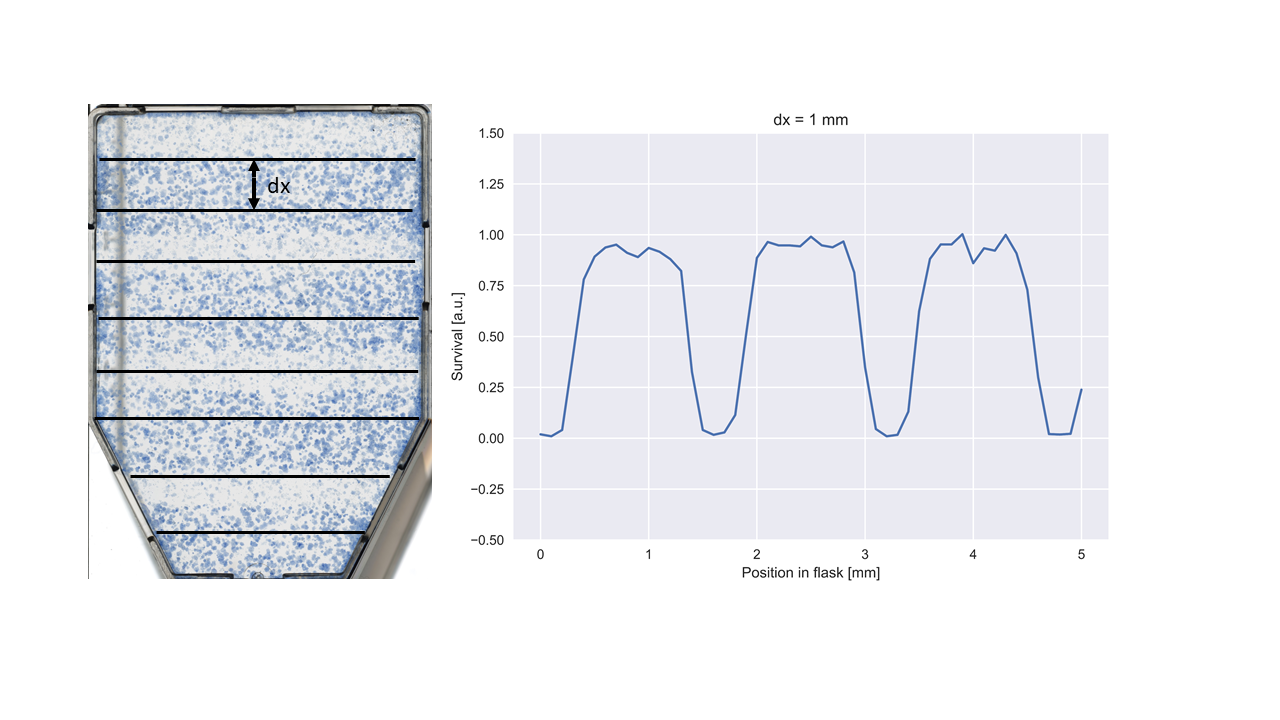 dx
dx = 1 mm
1.50
1.25
1.00
0.75
0.50
0.25
0.00
−0.25
−0.50
Survival [a.u.]
0 1 2 3 4 5
Position in flask [mm]